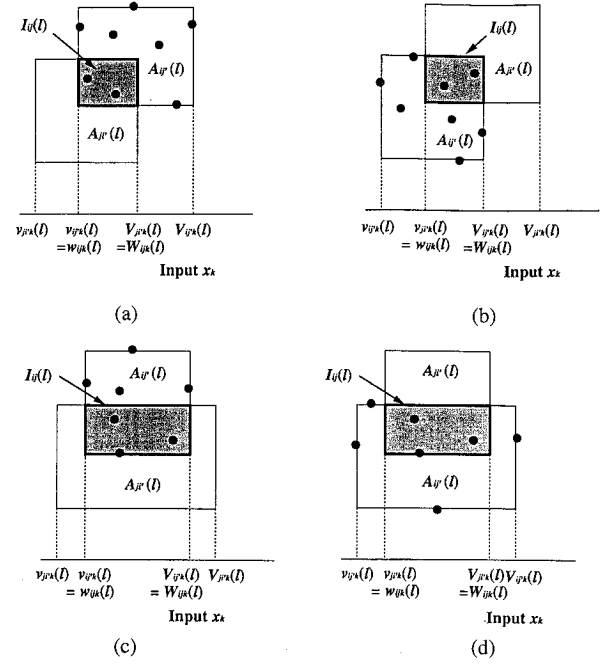 Iij(l)
Aij'(l)
Aji'(l)
vji'k(l) vij'k(l) Vji'k(l) Vij'k(l)
=wijk(l) =Wijk(l)
Input xk
(a)
Iij(l)
Aji'(l)
Aij'(l)
vij'k(l) vji'k(l) Vij'k(l) Vji'k(l)
= wijk(l) =Wijk(l)
Input xk
(b)
Iij(l)
Aij'(l)
Aji'(l)
vji'k(l) vij'k(l) Vij'k(l) Vji'k(l)
= wijk(l) = Wijk(l)
Input xk
(c)
Iij(l)
Aji'(l)
Aij'(l)
vij'k(l) vji'k(l) Vji'k(l) Vij'k(l)
= wijk(l) =Wijk(l)
Input xk
(d)